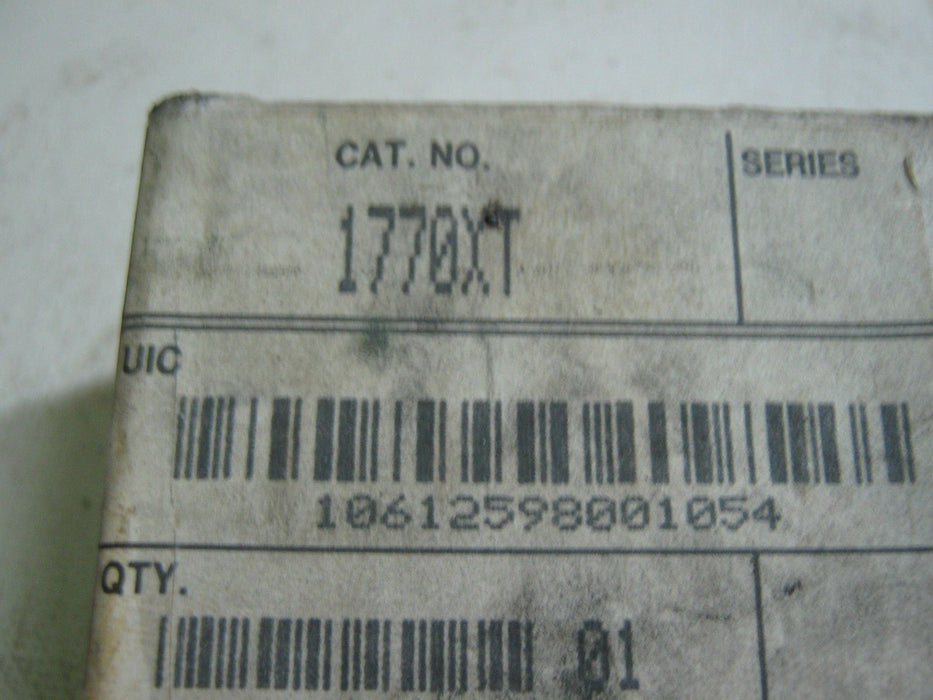 CAT. NO. SERIES
1770XT
UIC
10612598001054
QTY.
01